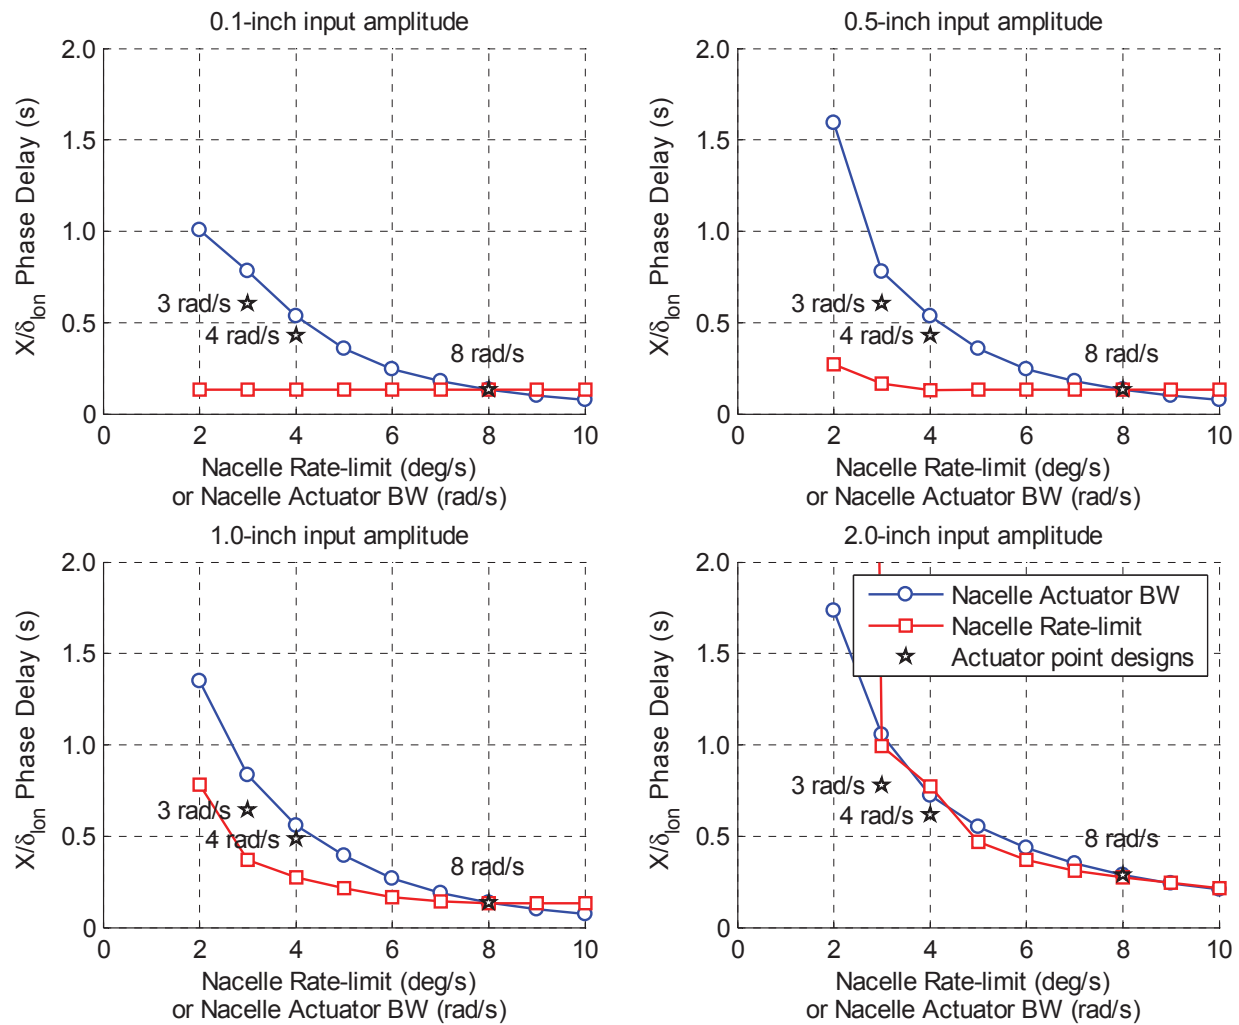 0.1-inch input amplitude
2.0
1.5
1.0
0.5
0
X/δlon Phase Delay (s)
3 rad/s
4 rad/s
8 rad/s
0 2 4 6 8 10
Nacelle Rate-limit (deg/s)
or Nacelle Actuator BW (rad/s)
0.5-inch input amplitude
2.0
1.5
1.0
0.5
0
X/δlon Phase Delay (s)
3 rad/s
4 rad/s
8 rad/s
0 2 4 6 8 10
Nacelle Rate-limit (deg/s)
or Nacelle Actuator BW (rad/s)
1.0-inch input amplitude
2.0
1.5
1.0
0.5
0
X/δlon Phase Delay (s)
3 rad/s
4 rad/s
8 rad/s
0 2 4 6 8 10
Nacelle Rate-limit (deg/s)
or Nacelle Actuator BW (rad/s)
2.0-inch input amplitude
2.0
1.5
1.0
0.5
0
X/δlon Phase Delay (s)
Nacelle Actuator BW
Nacelle Rate-limit
Actuator point designs
3 rad/s
4 rad/s
8 rad/s
0 2 4 6 8 10
Nacelle Rate-limit (deg/s)
or Nacelle Actuator BW (rad/s)